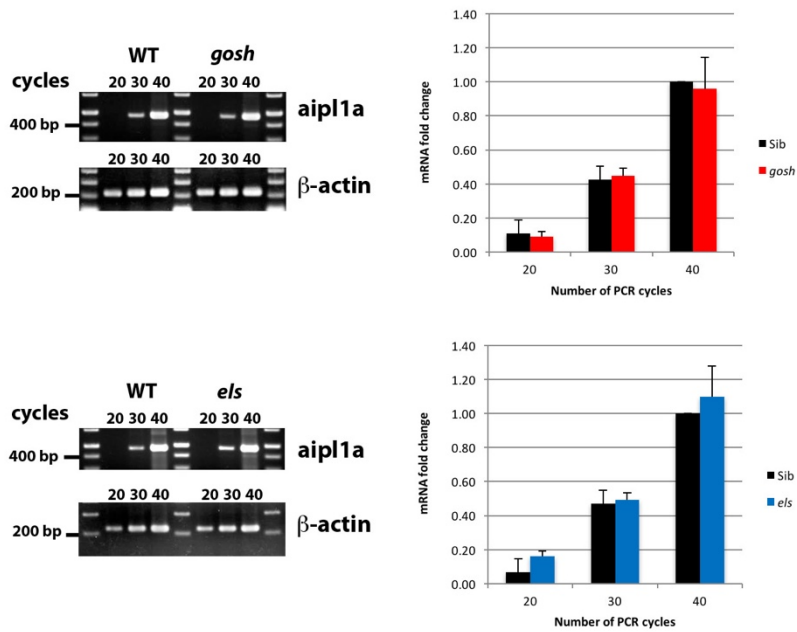 WT gosh
cycles 20 30 40 20 30 40
aipl1a
400 bp
20 30 40 20 30 40
200 bp
β-actin
1.40
1.20
1.00
0.80
0.60
0.40
0.20
0.00
mRNA fold change
20 30 40
Number of PCR cycles
Sib
gosh
WT els
cycles 20 30 40 20 30 40
aipl1a
400 bp
20 30 40 20 30 40
200 bp
β-actin
1.40
1.20
1.00
0.80
0.60
0.40
0.20
0.00
mRNA fold change
20 30 40
Number of PCR cycles
Sib
els